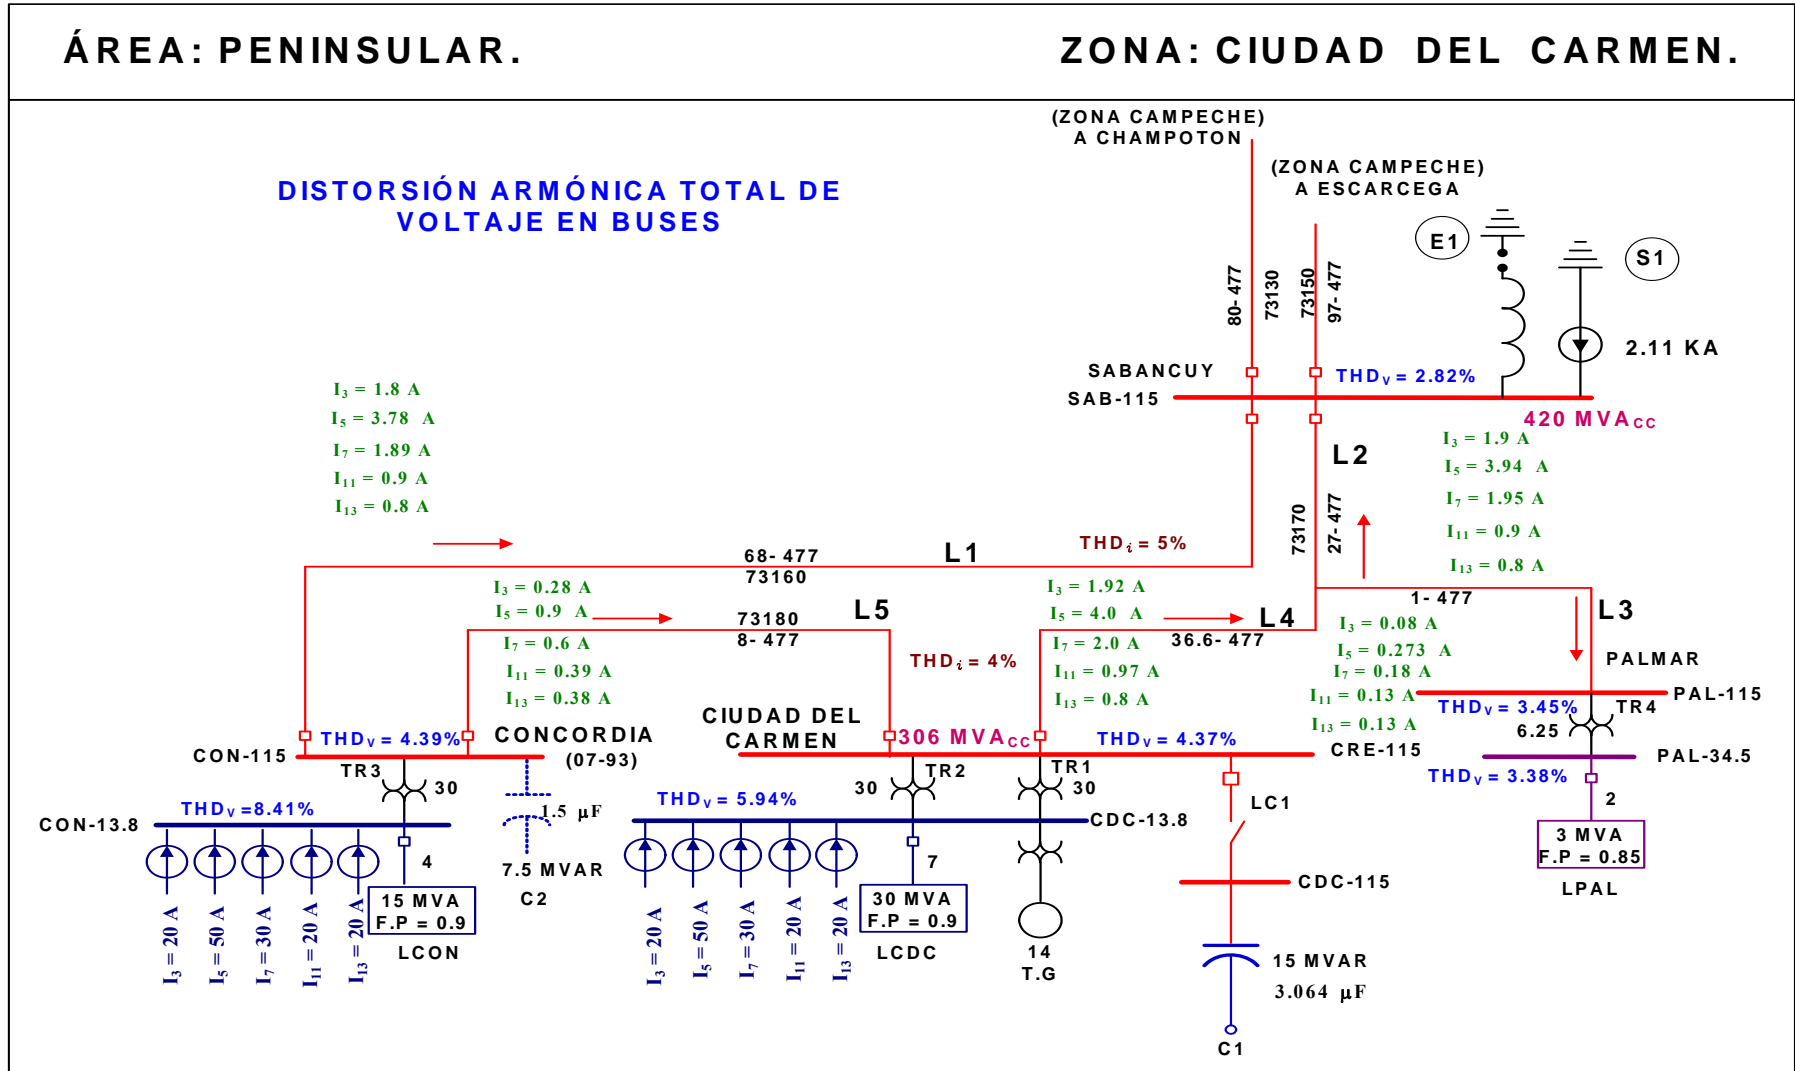 ÁREA: PENINSULAR.
ZONA: CIUDAD DEL CARMEN.
(ZONA CAMPECHE)
A CHAMPOTON
(ZONA CAMPECHE)
A ESCARCEGA
DISTORSIÓN ARMÓNICA TOTAL DE
VOLTAJE EN BUSES
E1
S1
80-477
73130
73150
97-477
2.11 KA
SABANCUY
SAB-115
THDV = 2.82%
420 MVACC
I3 = 1.8 A
I5 = 3.78 A
I7 = 1.89 A
I11 = 0.9 A
I13 = 0.8 A
I3 = 1.9 A
I5 = 3.94 A
I7 = 1.95 A
I11 = 0.9 A
I13 = 0.8 A
L2
73170
27-477
68-477
73160
L1
THDi = 5%
I3 = 0.28 A
I5 = 0.9 A
I7 = 0.6 A
I11 = 0.39 A
I13 = 0.38 A
73180
8-477
L5
THDi = 4%
I3 = 1.92 A
I5 = 4.0 A
I7 = 2.0 A
I11 = 0.97 A
I13 = 0.8 A
L4
36.6-477
1-477
L3
I3 = 0.08 A
I5 = 0.273 A
I7 = 0.18 A
I11 = 0.13 A
I13 = 0.13 A
PALMAR
PAL-115
THDV = 3.45%
TR4
6.25
PAL-34.5
THDV = 3.38%
2
3 MVA
F.P = 0.85
LPAL
CON-115
THDV = 4.39%
CONCORDIA
(07-93)
TR3
30
THDV =8.41%
CON-13.8
4
15 MVA
F.P = 0.9
LCON
I3 = 20 A
I5 = 50 A
I7 = 30 A
I11 = 20 A
I13 = 20 A
1.5 µF
7.5 MVAR
C2
CIUDAD DEL
CARMEN
306 MVACC
THDV = 4.37%
CRE-115
TR2
30
TR1
30
THDV = 5.94%
CDC-13.8
7
30 MVA
F.P = 0.9
LCDC
I3 = 20 A
I5 = 50 A
I7 = 30 A
I11 = 20 A
I13 = 20 A
14
T.G
LC1
CDC-115
15 MVAR
3.064 µF
C1